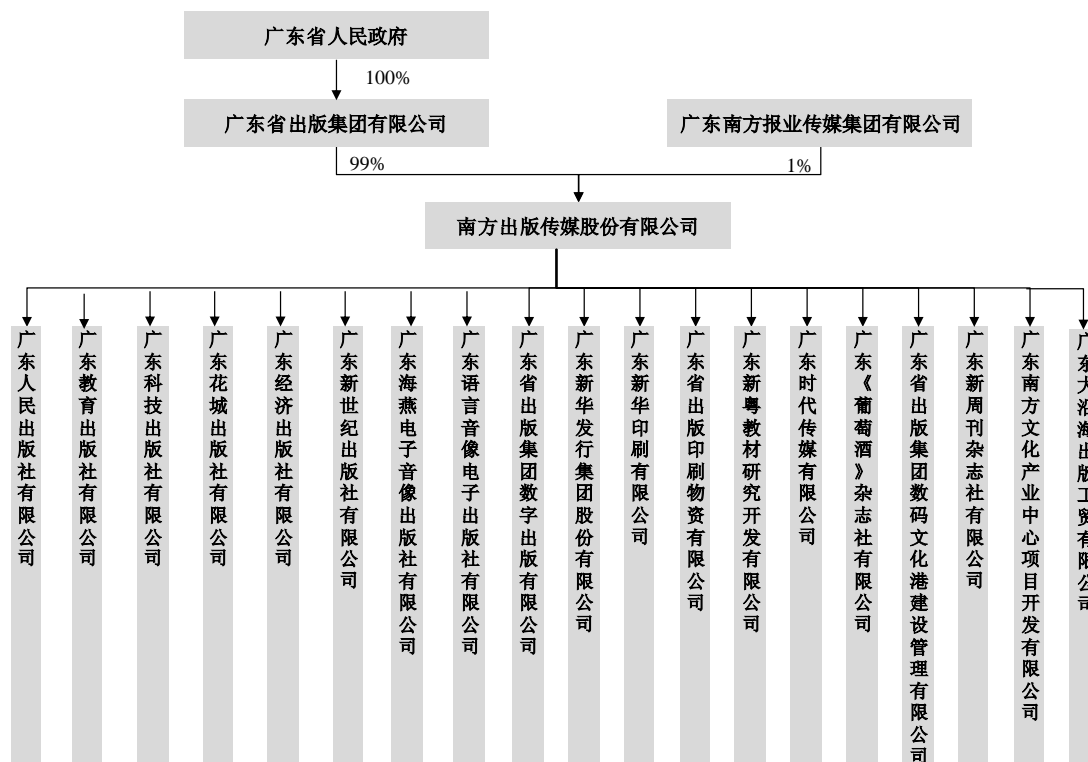 广东省人民政府
100%
广东省出版集团有限公司
广东南方报业传媒集团有限公司
99%
1%
南方出版传媒股份有限公司
广东人民出版社有限公司
广东教育出版社有限公司
广东科技出版社有限公司
广东花城出版社有限公司
广东经济出版社有限公司
广东新世纪出版社有限公司
广东海燕电子音像出版社有限公司
广东语言音像电子出版社有限公司
广东省出版集团数字出版有限公司
广东新华发行集团股份有限公司
广东新华印刷有限公司
广东省出版印刷物资有限公司
广东新粤教材研究开发有限公司
广东时代传媒有限公司
广东《葡萄酒》杂志社有限公司
广东省出版集团数码文化港建设管理有限公司
广东新周刊杂志社有限公司
广东南方文化产业中心项目开发有限公司
广东大沿海出版工贸有限公司